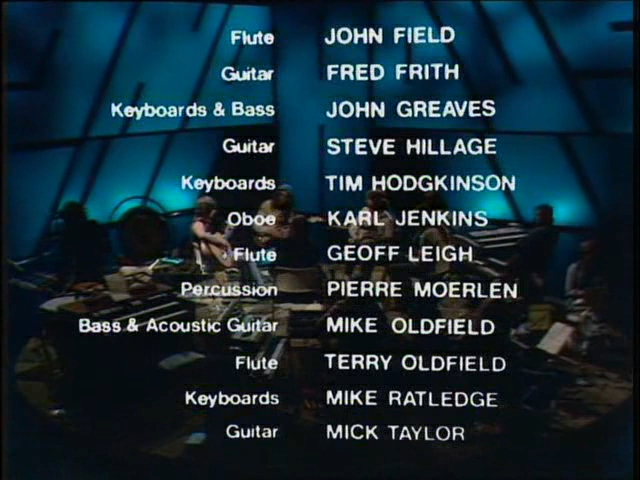 Flute JOHN FIELD
Guitar FRED FRITH
Keyboards & Bass JOHN GREAVES
Guitar STEVE HILLAGE
Keyboards TIM HODGKINSON
Oboe KARL JENKINS
Flute GEOFF LEIGH
Percussion PIERRE MOERLEN
Bass & Acoustic Guitar MIKE OLDFIELD
Flute TERRY OLDFIELD
Keyboards MIKE RATLEDGE
Guitar MICK TAYLOR